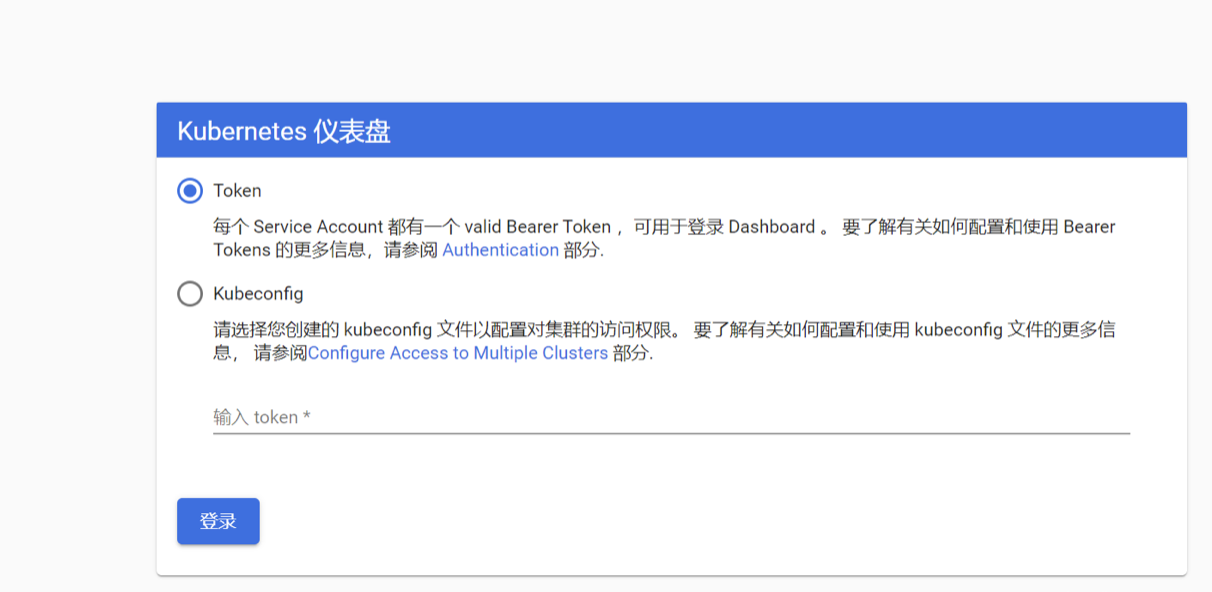 Kubernetes 仪表盘
Token
每个 Service Account 都有一个 valid Bearer Token ，可用于登录 Dashboard 。 要了解有关如何配置和使用 Bearer
Tokens 的更多信息，请参阅 Authentication 部分.
Kubeconfig
请选择您创建的 kubeconfig 文件以配置对集群的访问权限。 要了解有关如何配置和使用 kubeconfig 文件的更多信
息， 请参阅Configure Access to Multiple Clusters 部分.
输入 token *
登录